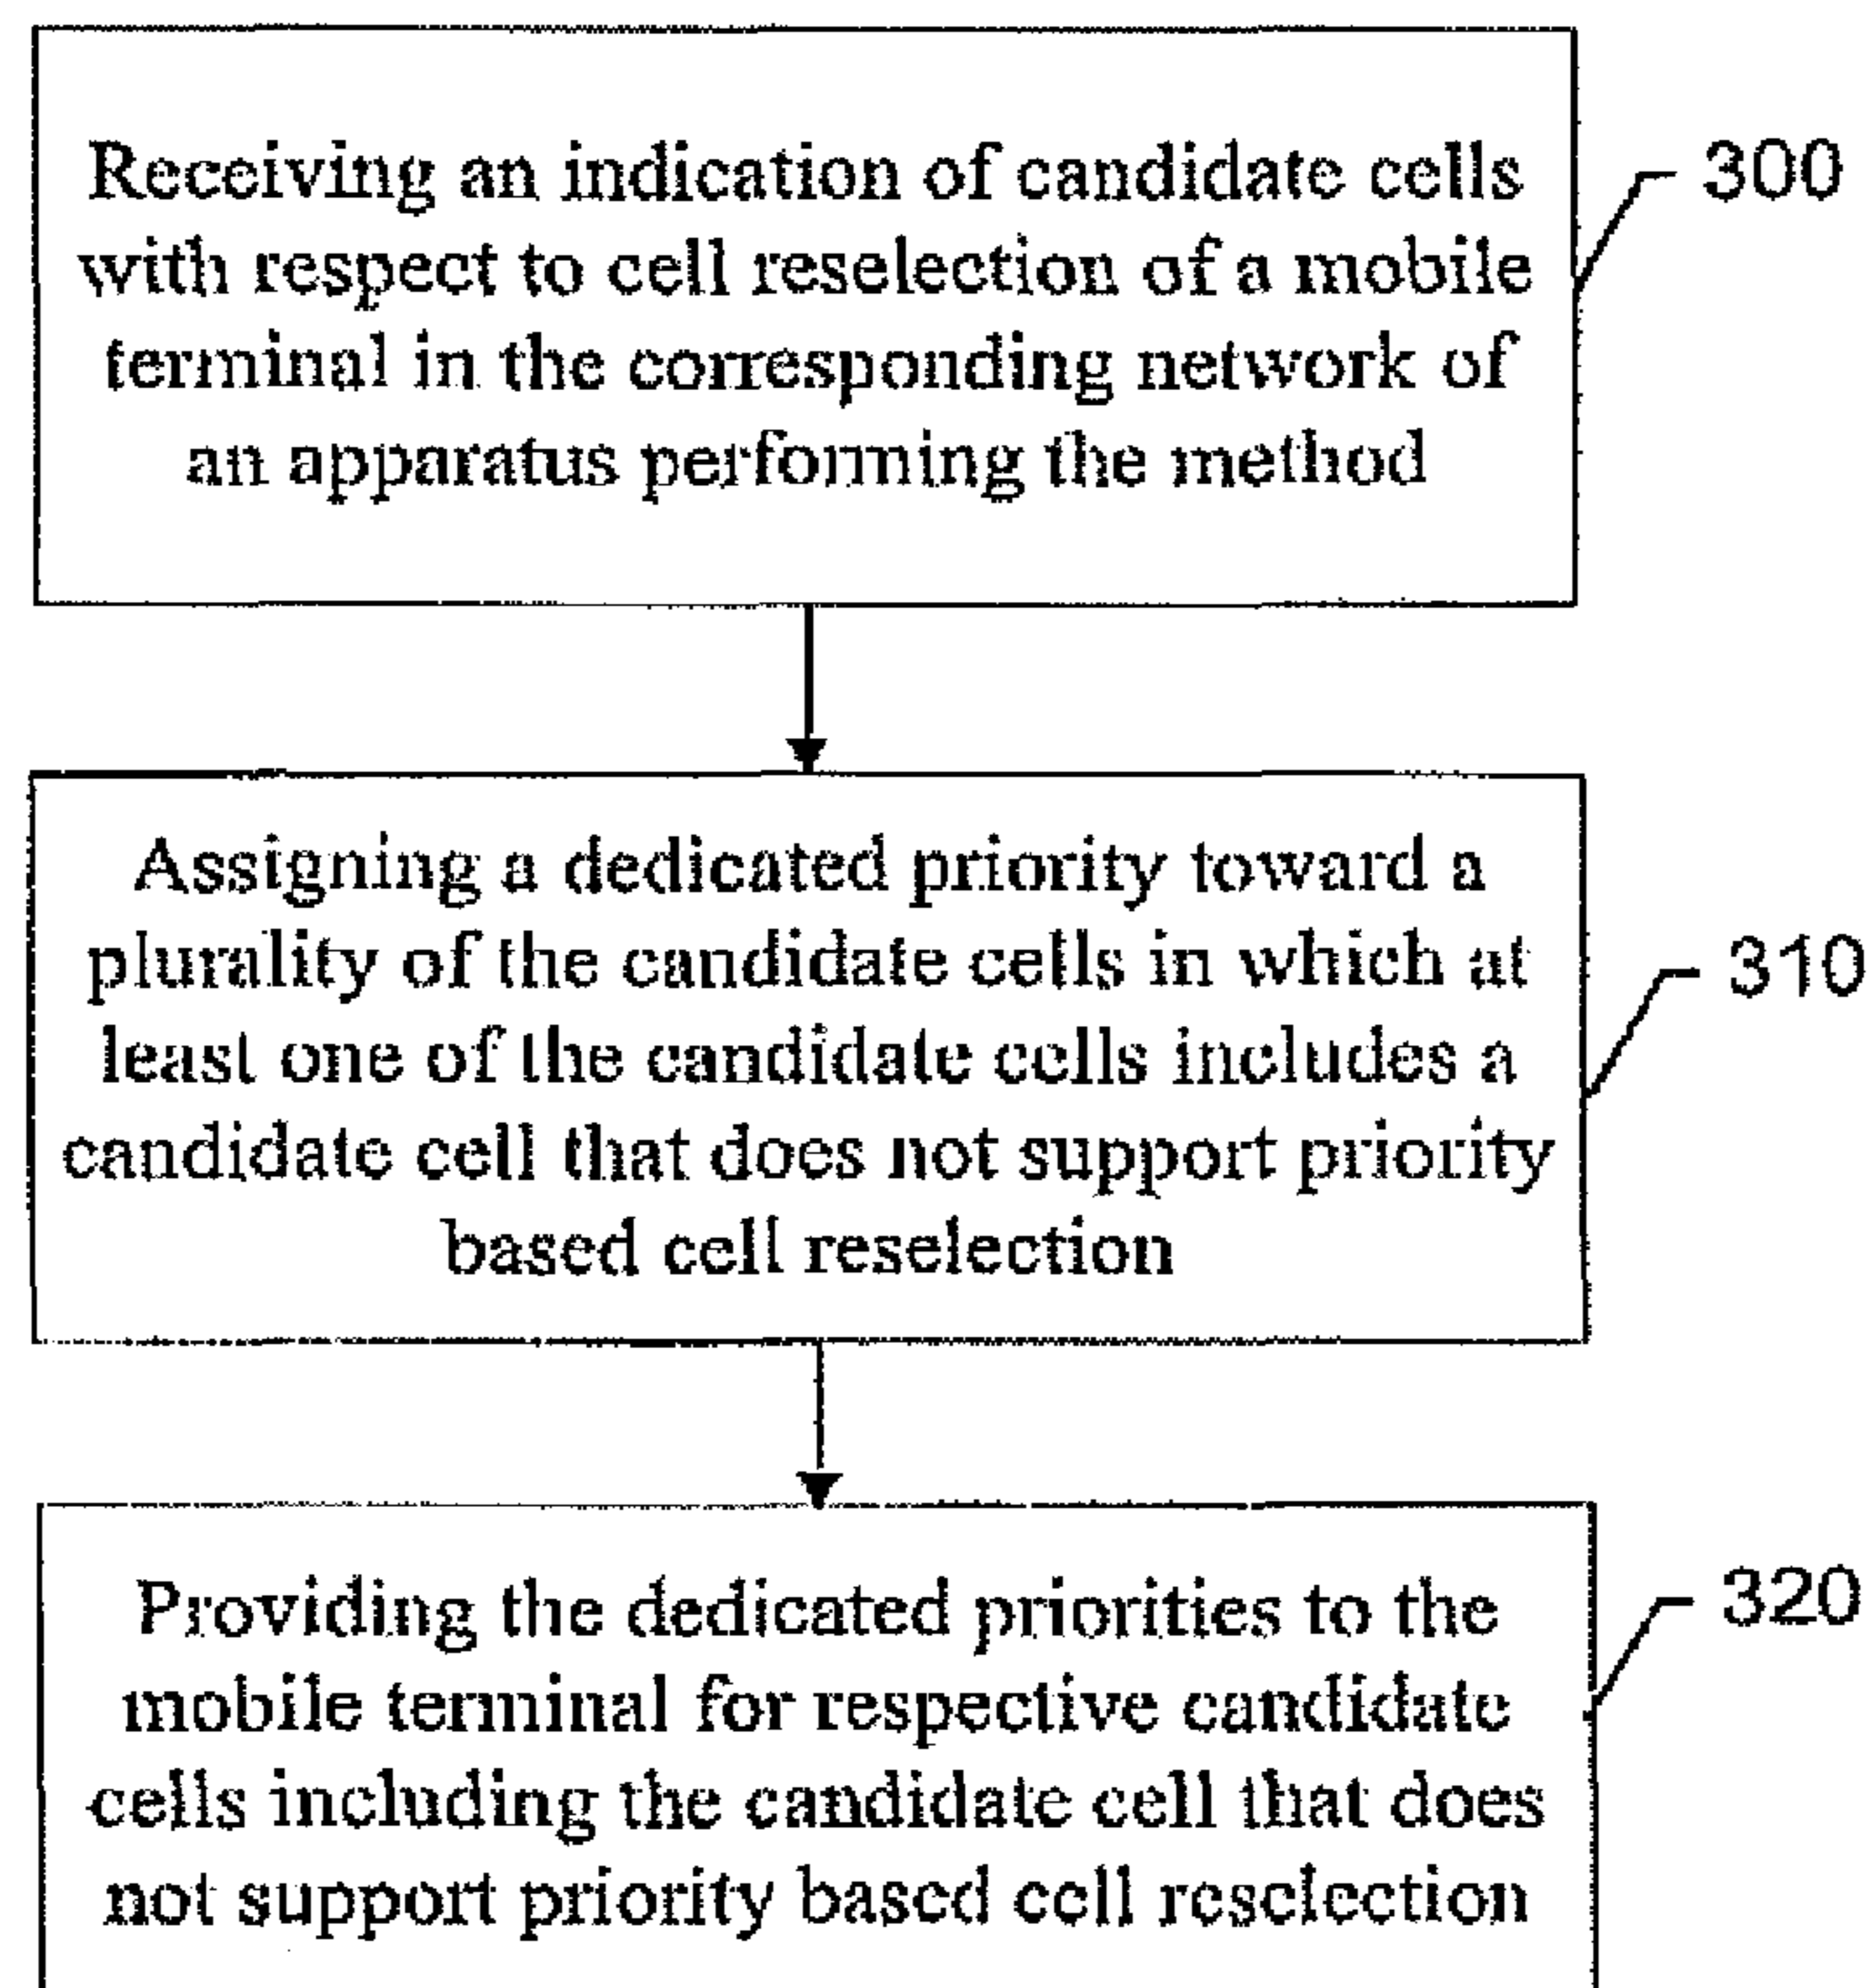 Receiving an indication of candidate cells
with respect to cell reselection of a mobile
terminal in the corresponding network of
an apparatus performing the method
300
Assigning a dedicated priority toward a
plurality of the candidate cells in which at
least one of the candidate cells includes a
candidate cell that does not support priority
based cell reselection
310
Providing the dedicated priorities to the
mobile terminal for respective candidate
cells including the candidate cell that does
not support priority based cell reselection
320